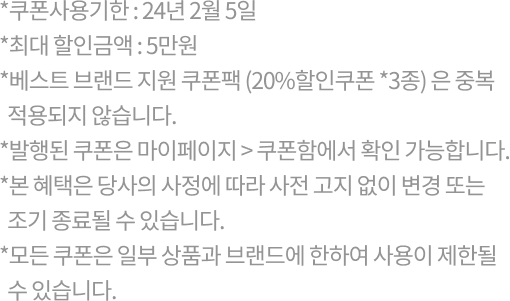 *쿠폰사용기한 : 24년 2월 5일
*최대 할인금액 : 5만원
*베스트 브랜드 지원 쿠폰팩 (20%할인쿠폰 *3종) 은 중복
적용되지 않습니다.
*발행된 쿠폰은 마이페이지 > 쿠폰함에서 확인 가능합니다.
*본 혜택은 당사의 사정에 따라 사전 고지 없이 변경 또는
조기 종료될 수 있습니다.
*모든 쿠폰은 일부 상품과 브랜드에 한하여 사용이 제한될
수 있습니다.